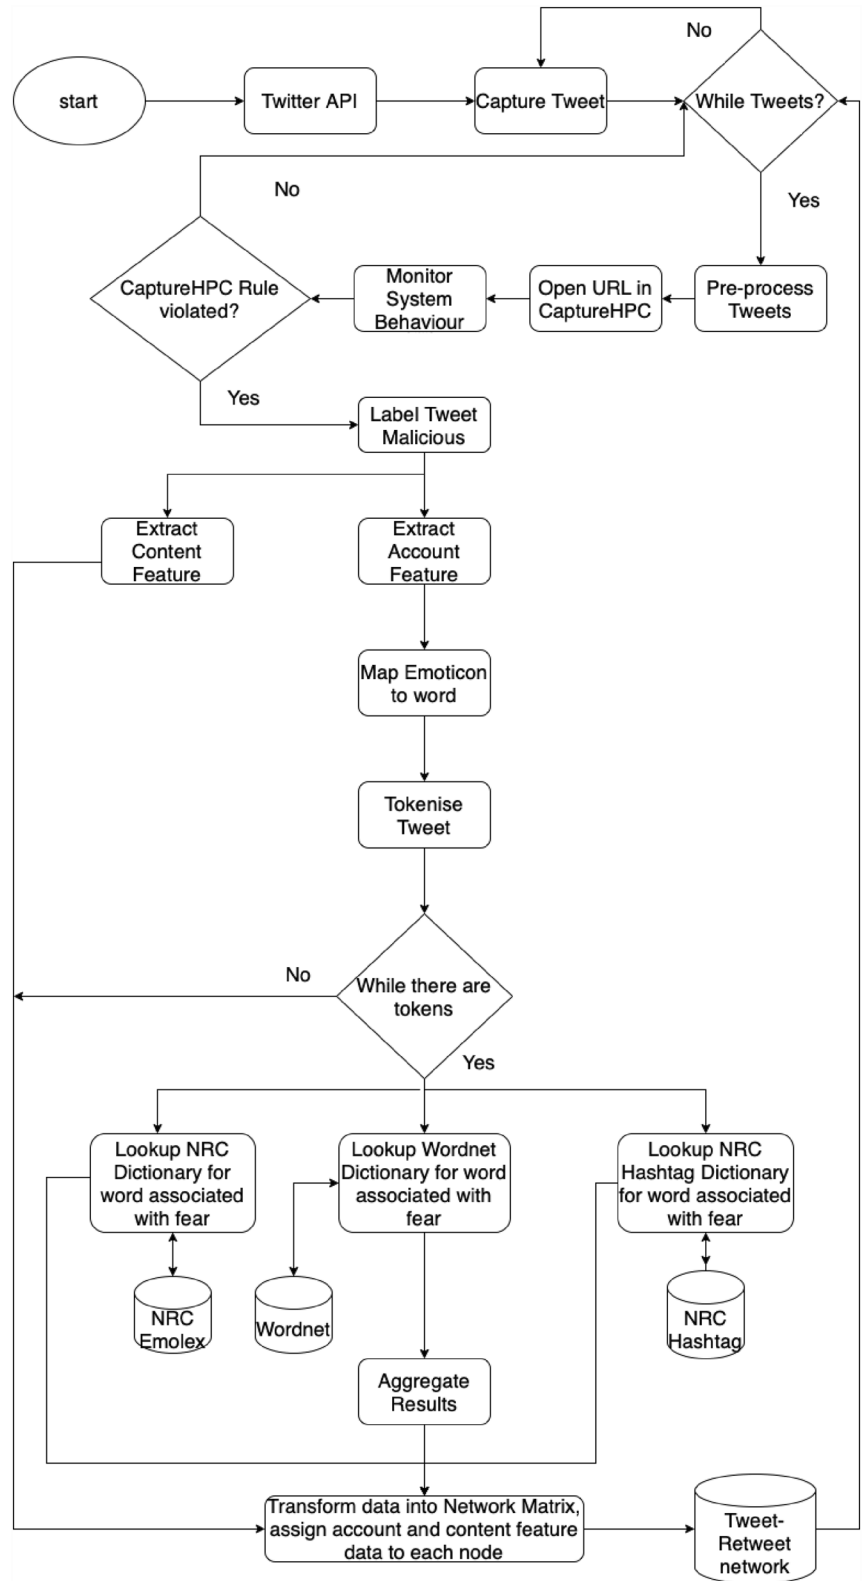 No
start
Twitter API
Capture Tweet
While Tweets?
No
Yes
CaptureHPC Rule
violated?
Monitor
System
Behaviour
Open URL in
CaptureHPC
Pre-process
Tweets
Yes
Label Tweet
Malicious
Extract
Content
Feature
Extract
Account
Feature
Map Emoticon
to word
Tokenise
Tweet
No
While there are
tokens
Yes
Lookup NRC
Dictionary for
word associated
with fear
Lookup Wordnet
Dictionary for word
associated with
fear
Lookup NRC
Hashtag Dictionary
for word associated
with fear
NRC
Emolex
Wordnet
NRC
Hashtag
Aggregate
Results
Transform data into Network Matrix,
assign account and content feature
data to each node
Tweet-
Retweet
network